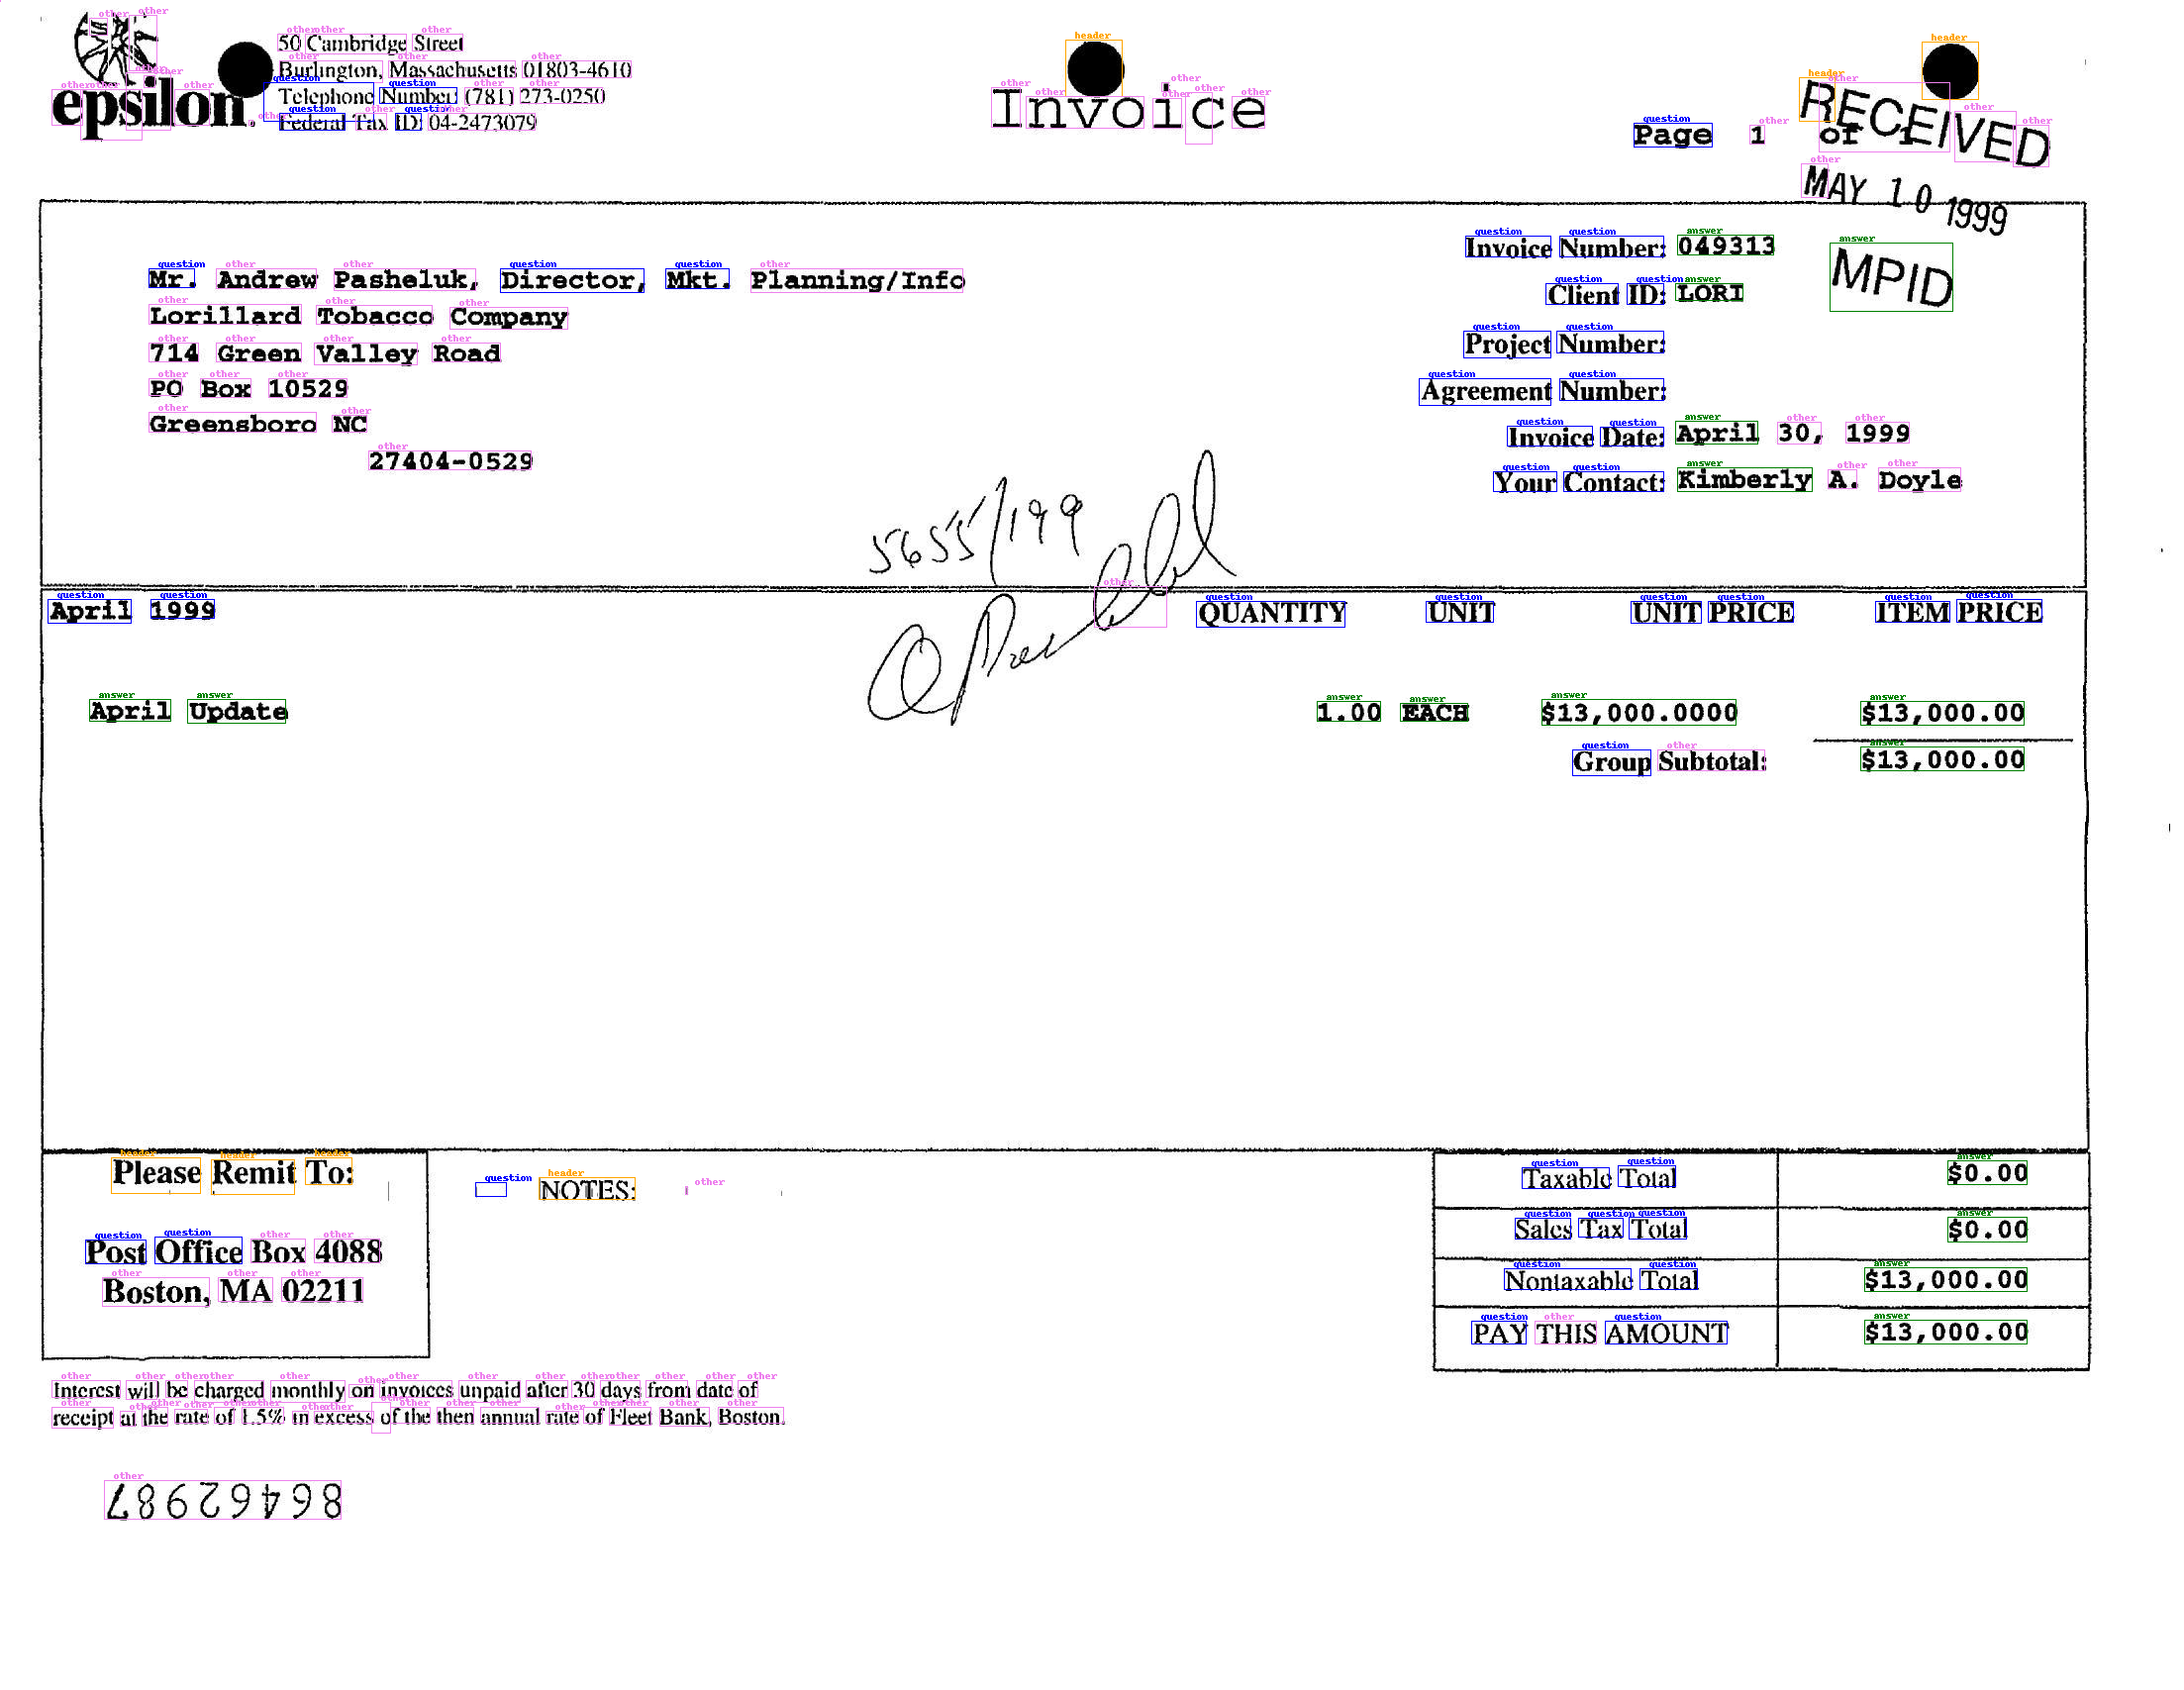 epsilon.
50 Cambridge Street
Burlington, Massachusetts 01803-4610
Telephone Number: (781) 273-0250
Federal Tax ID: 04-2473079
Invoice
Page 1 of 1
RECEIVED
MAY 10 1999
MPID
Mr. Andrew Pasheluk, Director, Mkt. Planning/Info
Lorillard Tobacco Company
714 Green Valley Road
PO Box 10529
Greensboro NC
27404-0529
Invoice Number: 049313
Client ID: LORI
Project Number:
Agreement Number:
Invoice Date: April 30, 1999
Your Contact: Kimberly A. Doyle
5655/199
April 1999 QUANTITY UNIT UNIT PRICE ITEM PRICE
April Update 1.00 EACH $13,000.0000 $13,000.00
Group Subtotal: $13,000.00
Please Remit To:
Post Office Box 4088
Boston, MA 02211
NOTES:
Taxable Total $0.00
Sales Tax Total $0.00
Nontaxable Total $13,000.00
PAY THIS AMOUNT $13,000.00
Interest will be charged monthly on invoices unpaid after 30 days from date of
receipt at the rate of 1.5% in excess of the then annual rate of Fleet Bank, Boston.
86462987